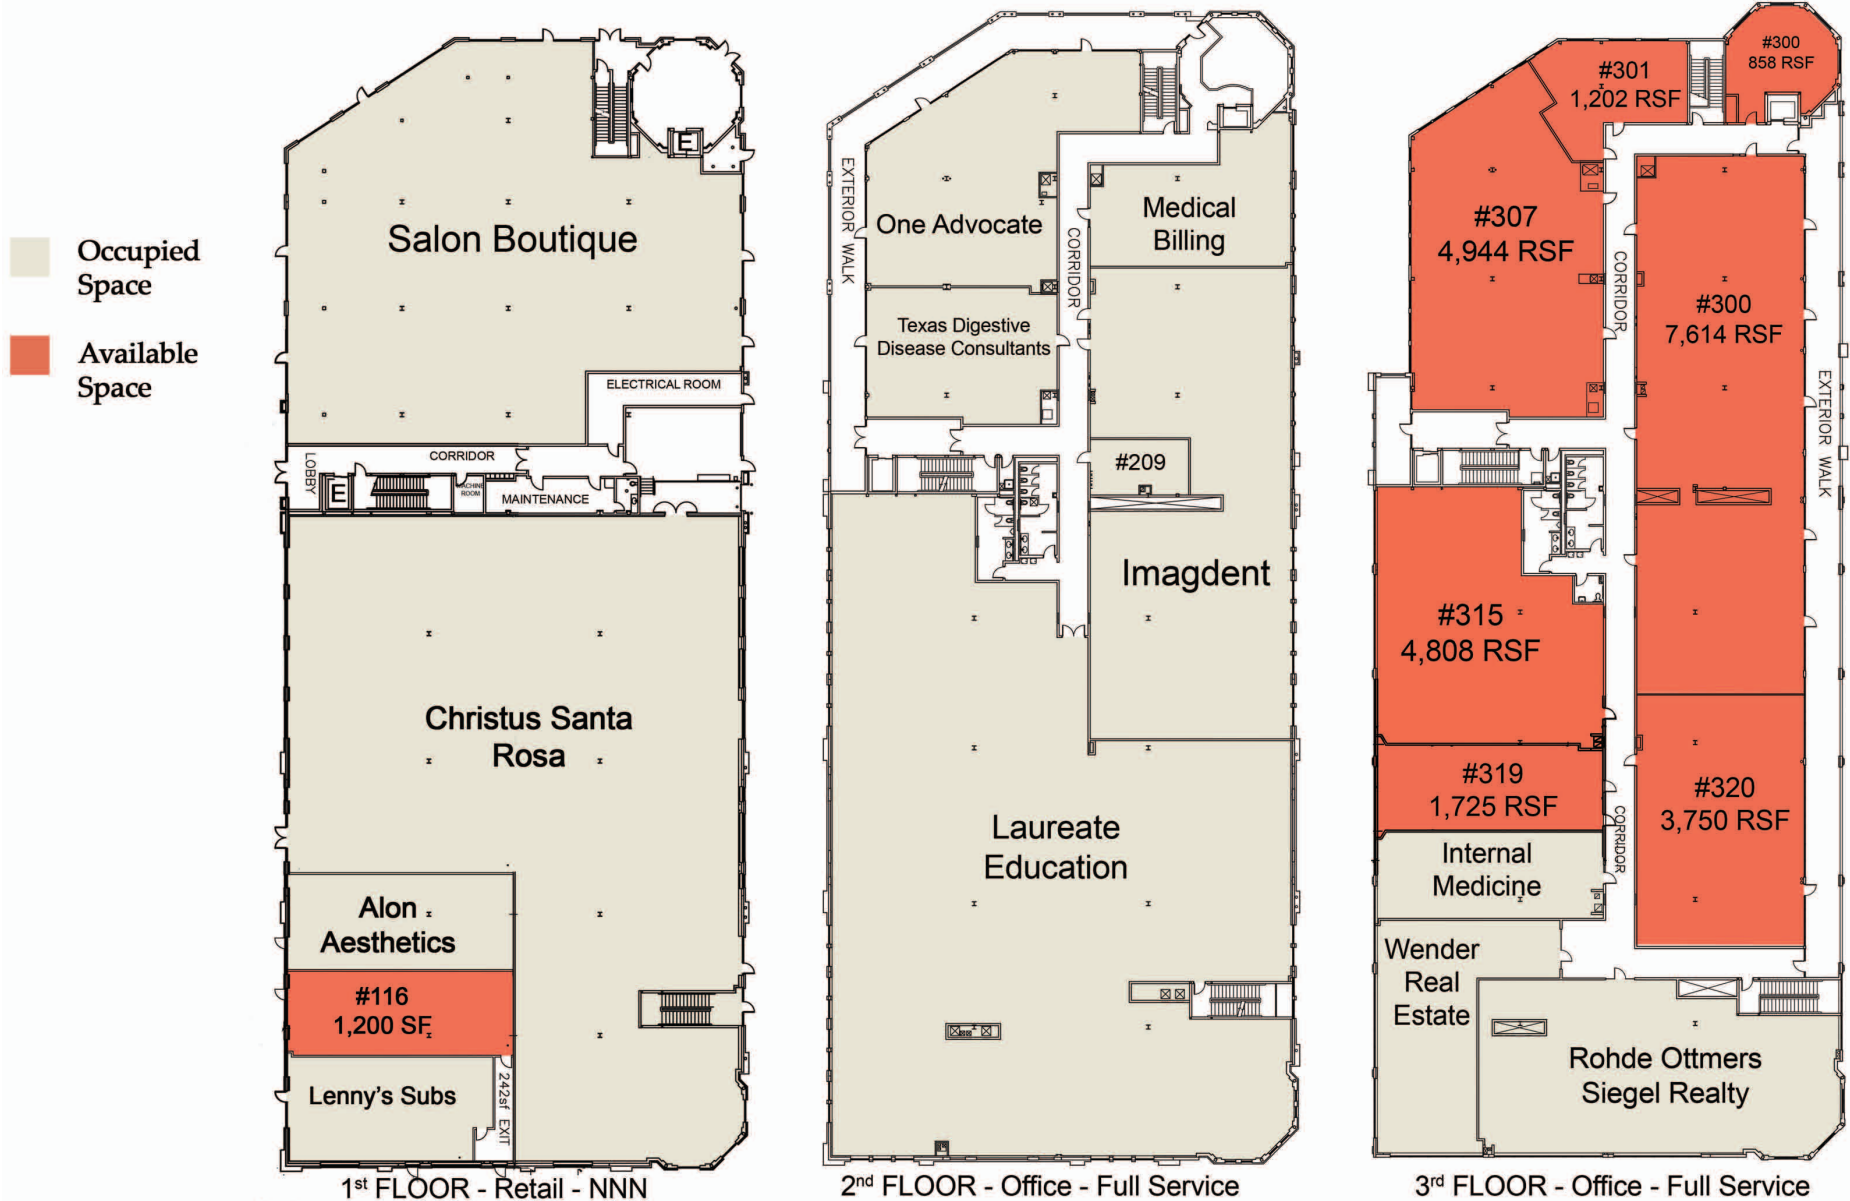 Occupied
Space
Available
Space
Salon Boutique
ELECTRICAL ROOM
CORRIDOR
LOBBY
E
E
MACHINE
ROOM
MAINTENANCE
Christus Santa
Rosa
Alon
Aesthetics
#116
1,200 SF
Lenny's Subs
242sf EXIT
1st FLOOR - Retail - NNN
EXTERIOR WALK
One Advocate
CORRIDOR
Medical
Billing
Texas Digestive
Disease Consultants
#209
Imagdent
Laureate
Education
2nd FLOOR - Office - Full Service
#300
858 RSF
#301
1,202 RSF
#307
4,944 RSF
CORRIDOR
#300
7,614 RSF
EXTERIOR WALK
#315
4,808 RSF
#319
1,725 RSF
#320
3,750 RSF
CORRIDOR
Internal
Medicine
Wender
Real
Estate
Rohde Ottmers
Siegel Realty
3rd FLOOR - Office - Full Service